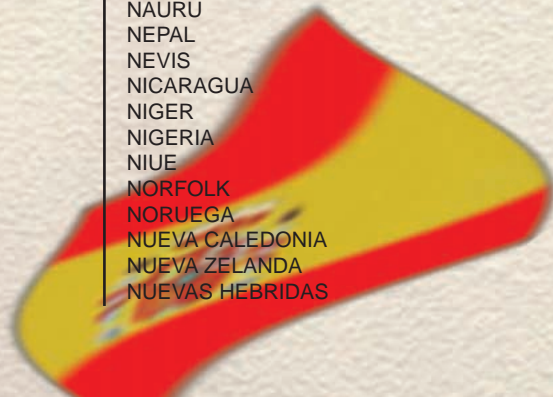 NAURU
NEPAL
NEVIS
NICARAGUA
NIGER
NIGERIA
NIUE
NORFOLK
NORUEGA
NUEVA CALEDONIA
NUEVA ZELANDA
NUEVAS HEBRIDAS